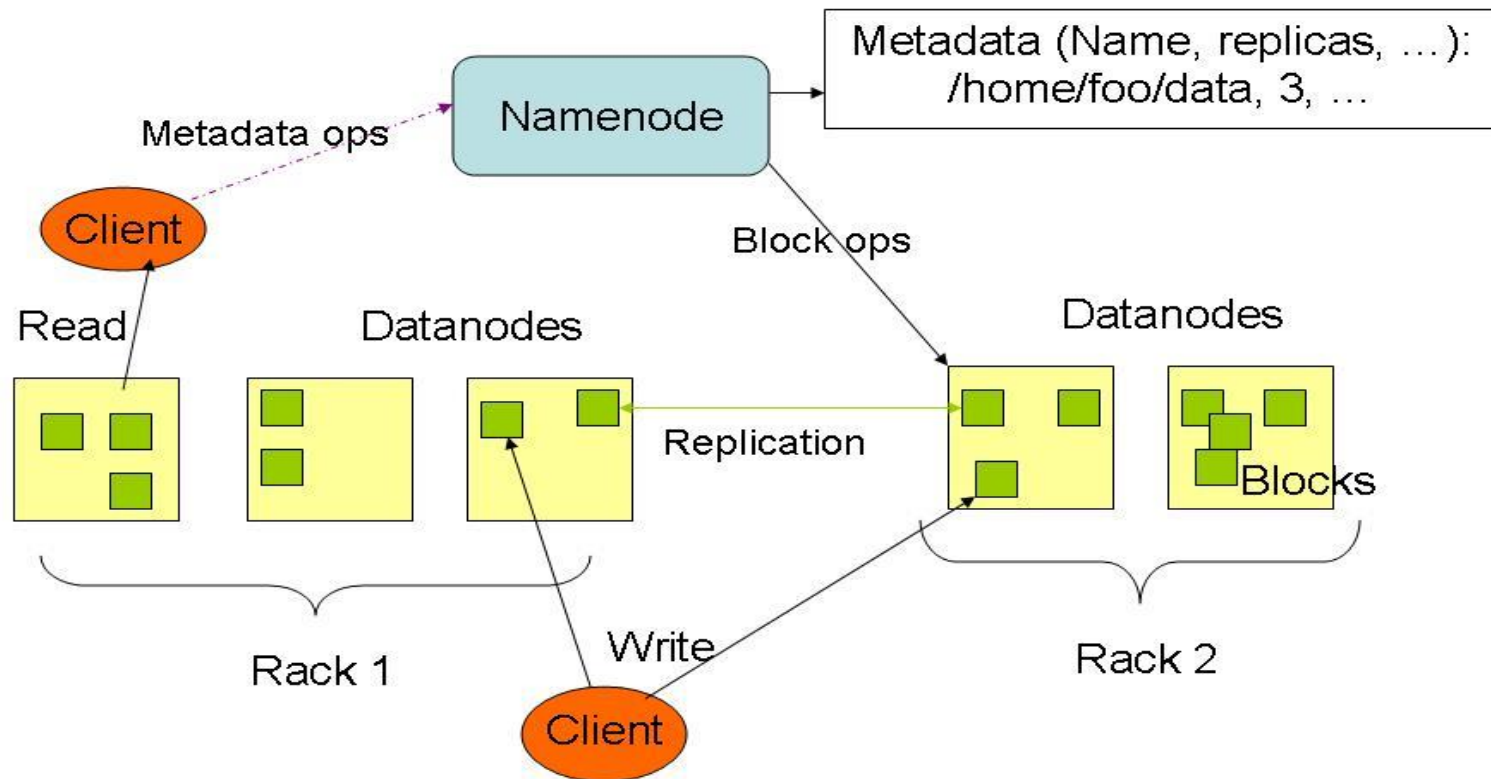 Metadata (Name, replicas, …):
/home/foo/data, 3, …
Namenode
Metadata ops
Client
Block ops
Read
Datanodes
Datanodes
Replication
Blocks
Rack 1
Write
Rack 2
Client